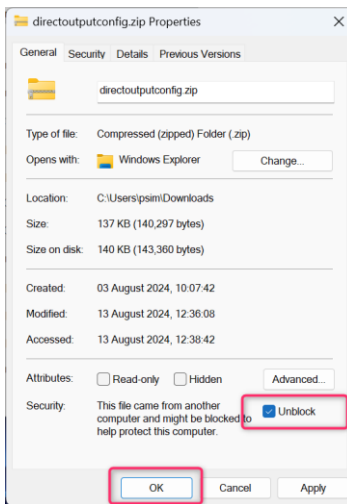 directoutputconfig.zip Properties
General Security Details Previous Versions
directoutputconfig.zip
Type of file: Compressed (zipped) Folder (.zip)
Opens with: Windows Explorer Change...
Location: C:\Users\psim\Downloads
Size: 137 KB (140,297 bytes)
Size on disk: 140 KB (143,360 bytes)
Created: 03 August 2024, 10:07:42
Modified: 13 August 2024, 12:36:08
Accessed: 13 August 2024, 12:38:42
Attributes: Read-only Hidden Advanced...
Security: This file came from another
computer and might be blocked to
help protect this computer.
Unblock
OK Cancel Apply